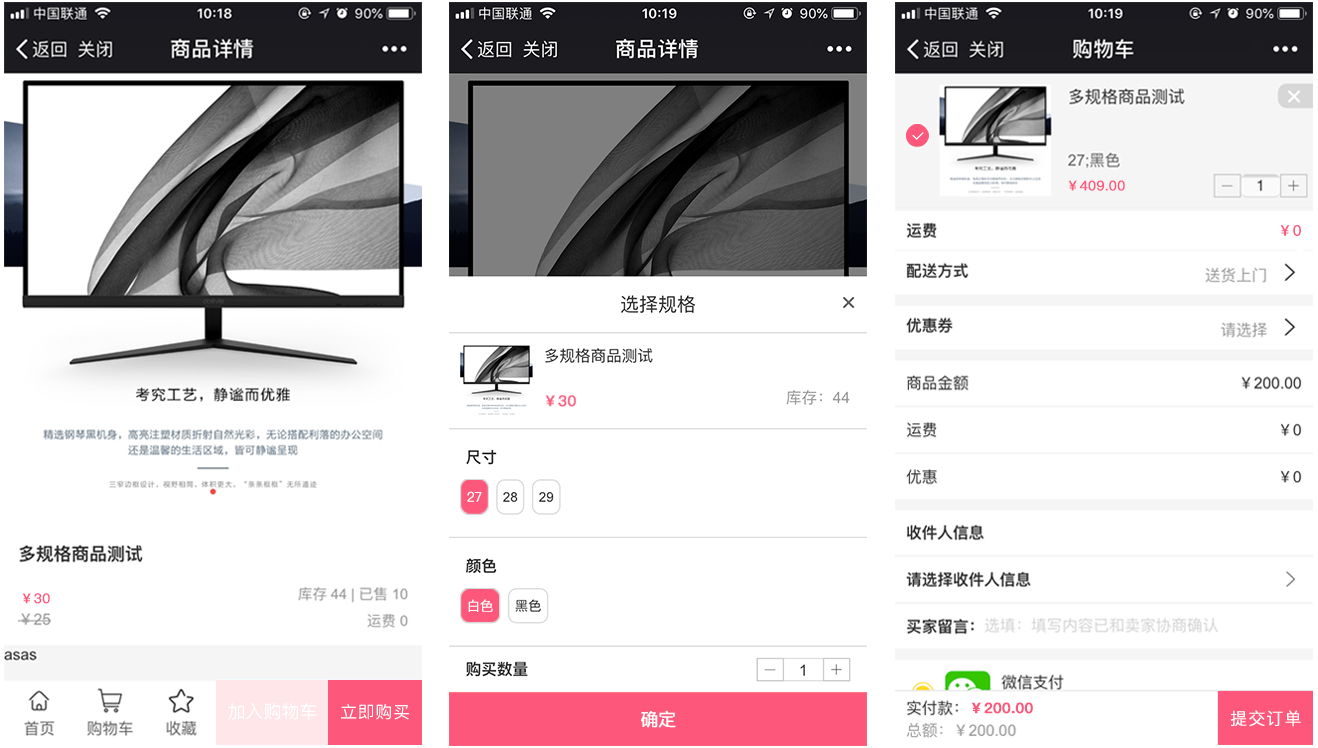 中国联通 10:18 90%
返回 关闭 商品详情
考究工艺，静谧而优雅
精选钢琴黑机身，高亮注塑材质折射自然光彩，无论搭配利落的办公空间
还是温馨的生活区域，皆可静谧呈现
三窄边框设计，视野相同，体积更大，“条条框框”无所遁迹
多规格商品测试
¥30
库存 44 | 已售 10
¥25
运费 0
asas
首页 购物车 收藏 加入购物车 立即购买
中国联通 10:19 90%
返回 关闭 商品详情
选择规格 ×
多规格商品测试
¥30 库存：44
尺寸
27 28 29
颜色
白色 黑色
购买数量 － 1 ＋
确定
中国联通 10:19 90%
返回 关闭 购物车
多规格商品测试
27;黑色
¥409.00 － 1 ＋
运费 ¥0
配送方式 送货上门
优惠券 请选择
商品金额 ¥200.00
运费 ¥0
优惠 ¥0
收件人信息
请选择收件人信息
买家留言： 选填：填写内容已和卖家协商确认
微信支付
实付款： ¥200.00
总额： ¥200.00
提交订单